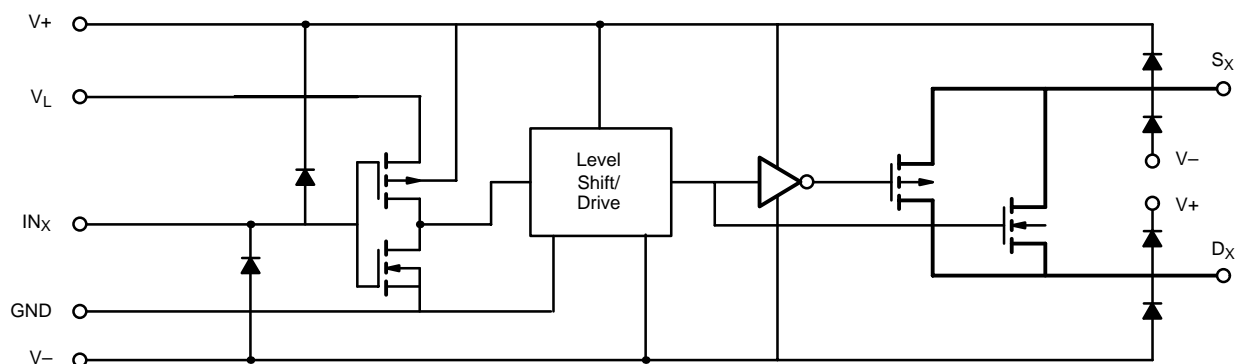 V+
V_L
IN_X
GND
V−
Level
Shift/
Drive
S_X
V−
V+
D_X